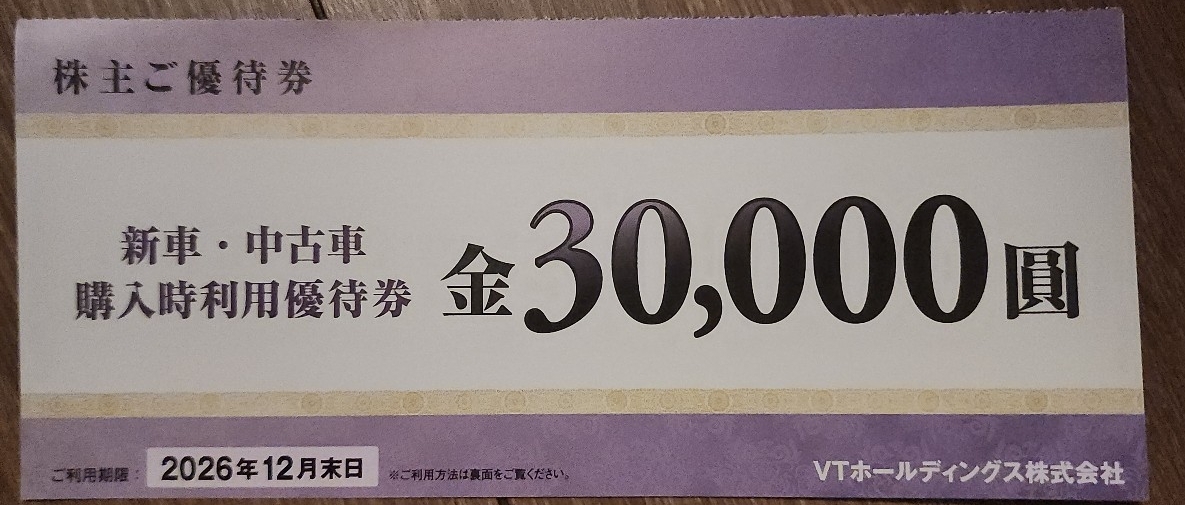 株主ご優待券
新車・中古車
購入時利用優待券
金30,000圓
ご利用期限：
2026年12月末日
※ご利用方法は裏面をご覧ください。
VTホールディングス株式会社